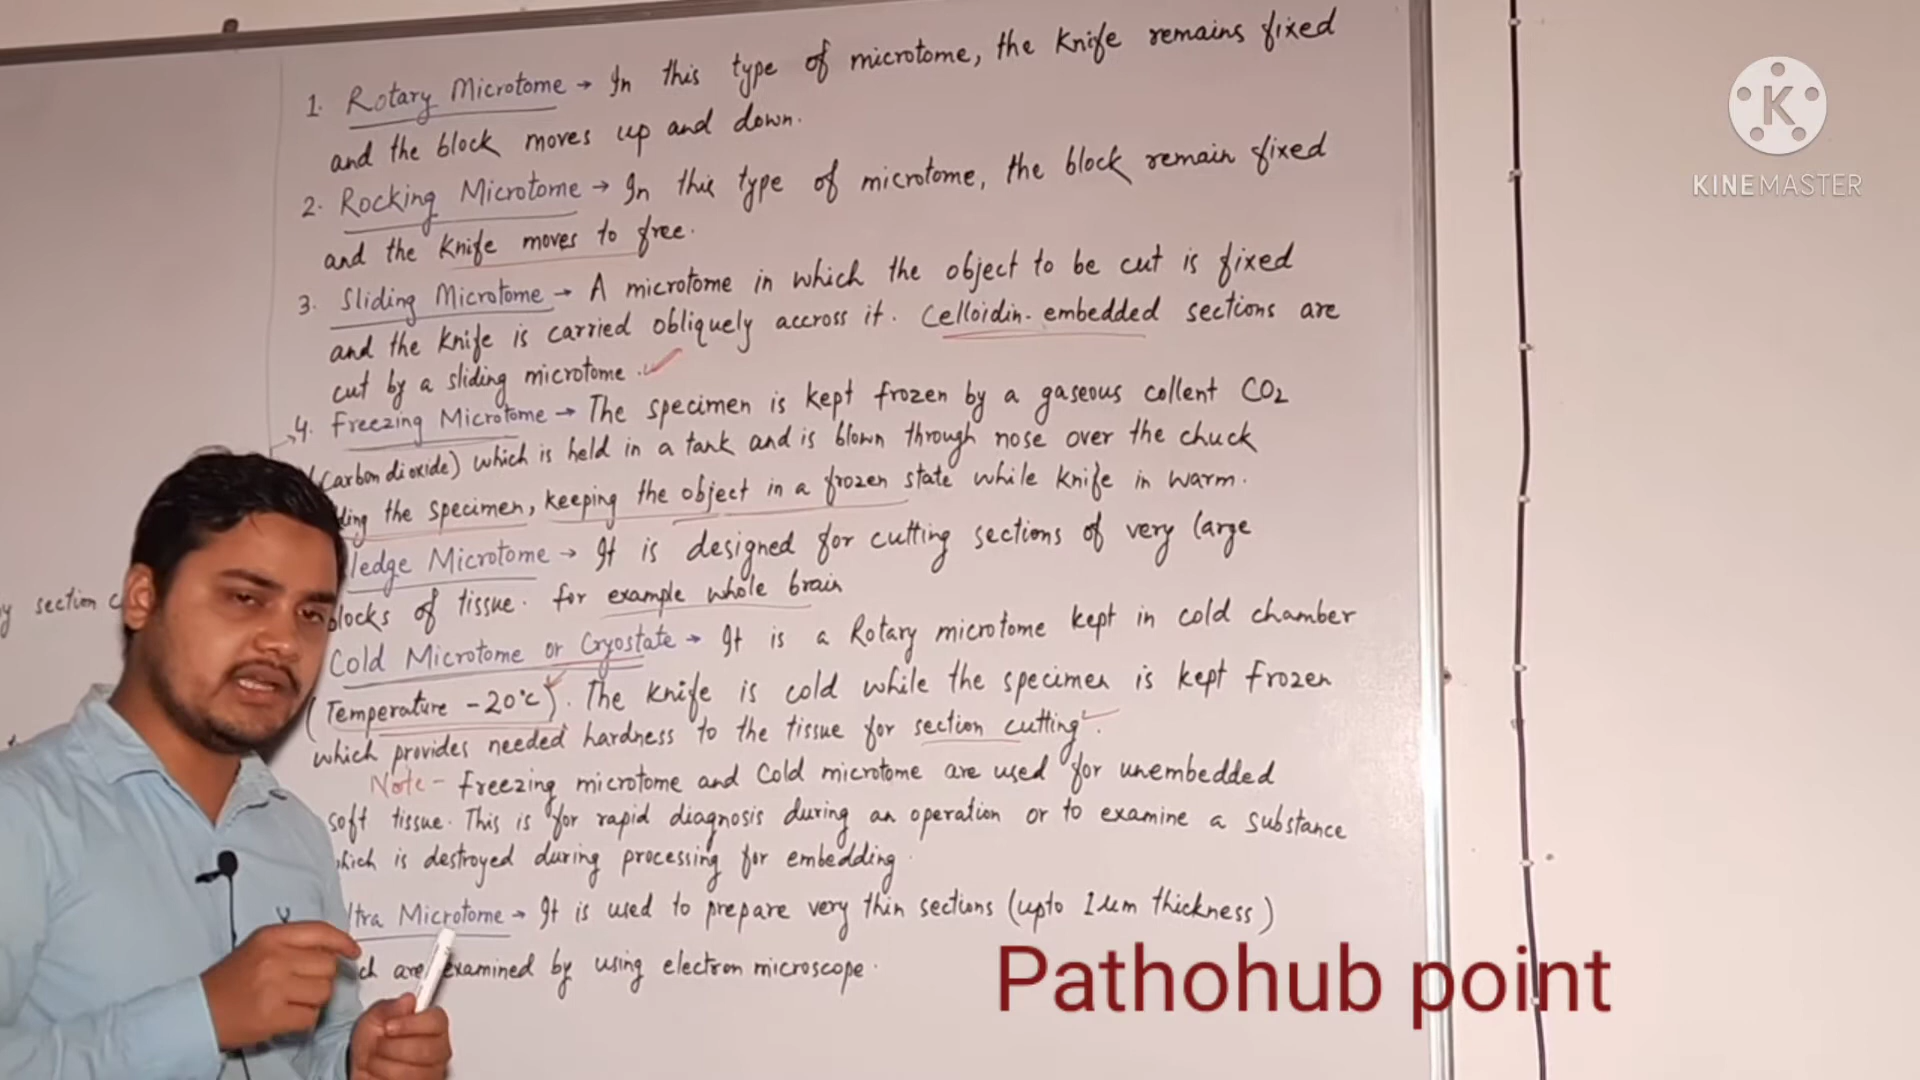 1. Rotary Microtome → In this type of microtome, the knife remains fixed
and the block moves up and down.
2. Rocking Microtome → In this type of microtome, the block remain fixed
and the knife moves to free.
3. Sliding Microtome → A microtome in which the object to be cut is fixed
and the knife is carried obliquely accross it. Celloidin-embedded sections are
cut by a sliding microtome.
4. Freezing Microtome → The specimen is kept frozen by a gaseous collent CO2
(carbon dioxide) which is held in a tank and is blown through nose over the chuck
ding the specimen, keeping the object in a frozen state while knife in warm.
ledge Microtome → It is designed for cutting sections of very large
blocks of tissue. for example whole brain
Cold Microtome or Cryostate → It is a Rotary microtome kept in cold chamber
(Temperature -20°c). The knife is cold while the specimen is kept frozen
which provides needed hardness to the tissue for section cutting.
Note - freezing microtome and Cold microtome are used for unembedded
soft tissue. This is for rapid diagnosis during an operation or to examine a substance
which is destroyed during processing for embedding.
ltra Microtome → It is used to prepare very thin sections (upto 1 um thickness)
ch are examined by using electron microscope.
y section c
KINEMASTER
Pathohub point